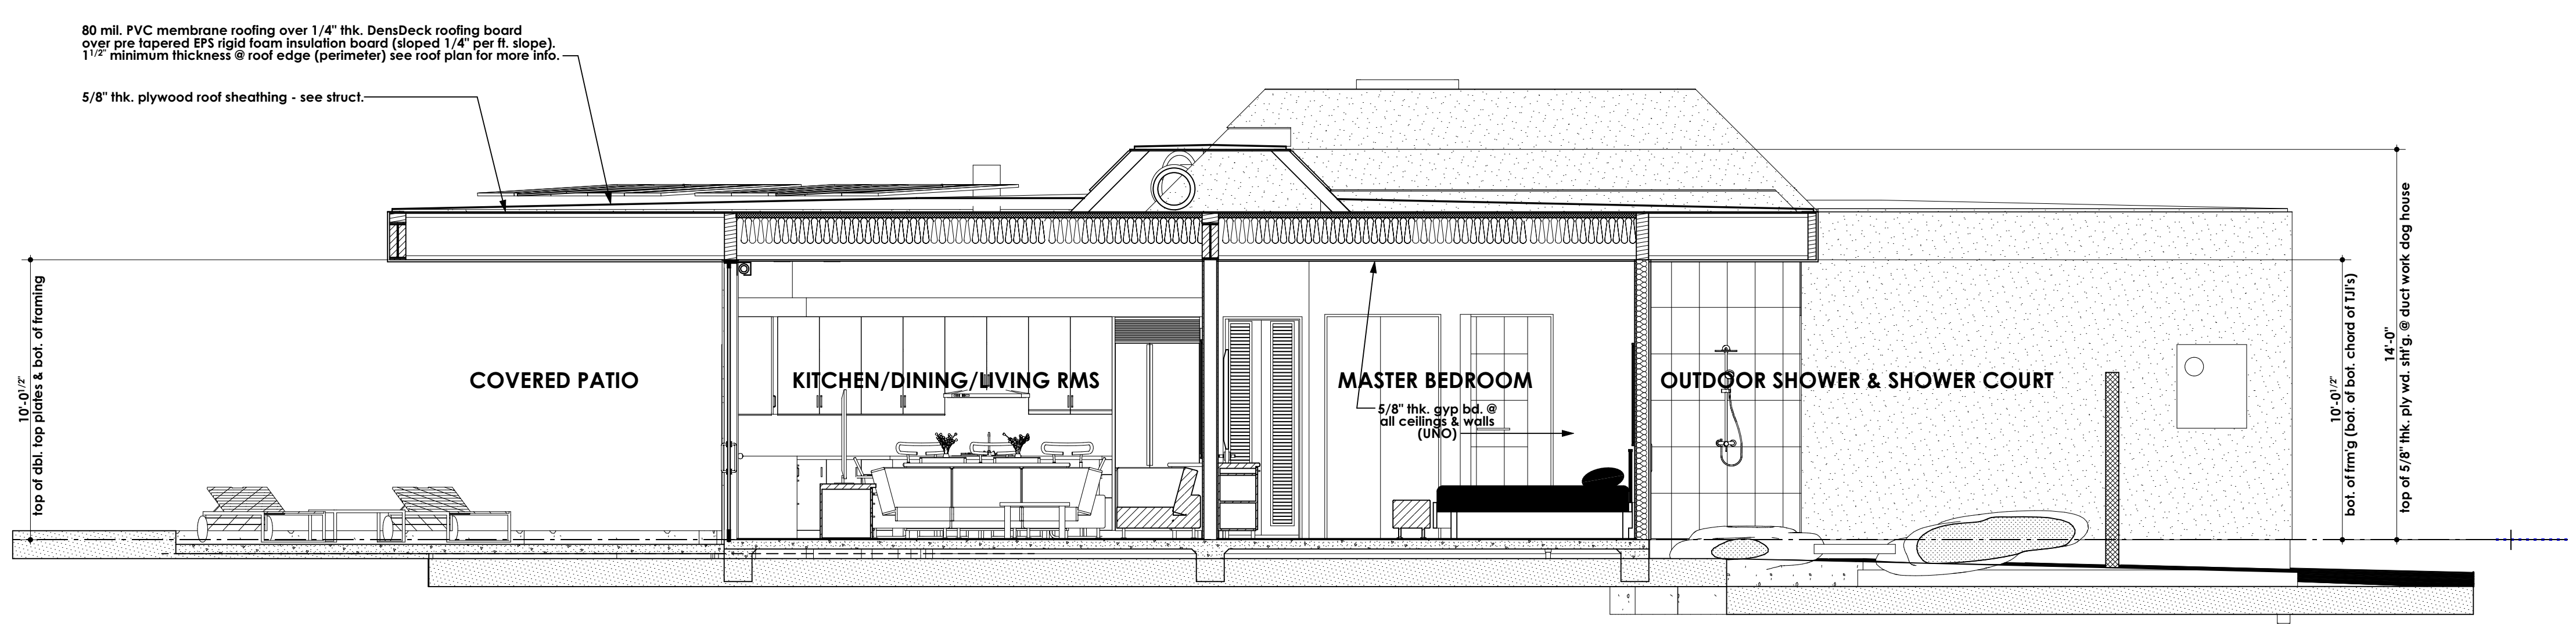 80 mil. PVC membrane roofing over 1/4" thk. DensDeck roofing board
over pre tapered EPS rigid foam insulation board (sloped 1/4" per ft. slope).
1 1/2" minimum thickness @ roof edge (perimeter) see roof plan for more info.
5/8" thk. plywood roof sheathing - see struct.
10'-0 1/2"
top of dbl. top plates & bot. of framing
COVERED PATIO
KITCHEN/DINING/LIVING RMS
MASTER BEDROOM
5/8" thk. gyp bd. @
all ceilings & walls
(UNO)
OUTDOOR SHOWER & SHOWER COURT
10'-0 1/2"
bot. of frm'g (bot. of bot. chord of TJI's)
14'-0"
top of 5/8" thk. ply wd. sht'g. @ duct work dog house